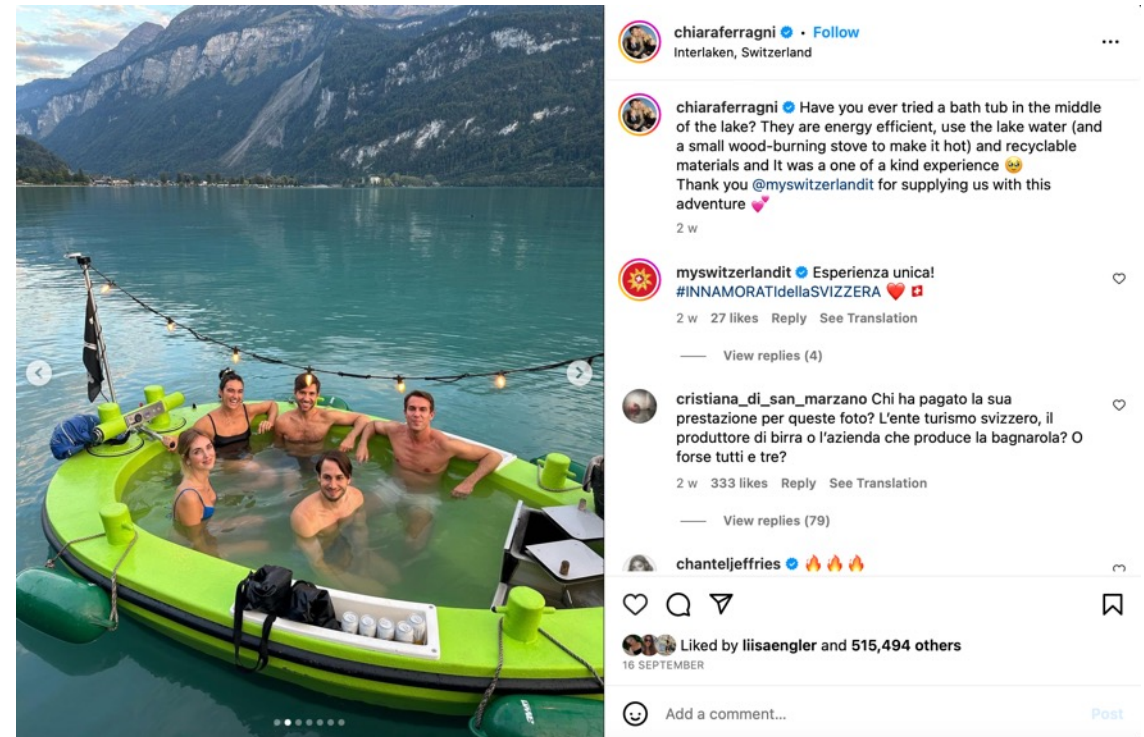 chiaraferragni • Follow
Interlaken, Switzerland
chiaraferragni Have you ever tried a bath tub in the middle
of the lake? They are energy efficient, use the lake water (and
a small wood-burning stove to make it hot) and recyclable
materials and It was a one of a kind experience 🥹
Thank you @myswitzerlandit for supplying us with this
adventure 💕
2 w
myswitzerlandit Esperienza unica!
#INNAMORATIdellaSVIZZERA ❤️ 🇨🇭
2 w 27 likes Reply See Translation
View replies (4)
cristiana_di_san_marzano Chi ha pagato la sua
prestazione per queste foto? L'ente turismo svizzero, il
produttore di birra o l'azienda che produce la bagnarola? O
forse tutti e tre?
2 w 333 likes Reply See Translation
View replies (79)
chanteljeffries 🔥🔥🔥
Liked by liisaengler and 515,494 others
16 SEPTEMBER
Add a comment...
Post